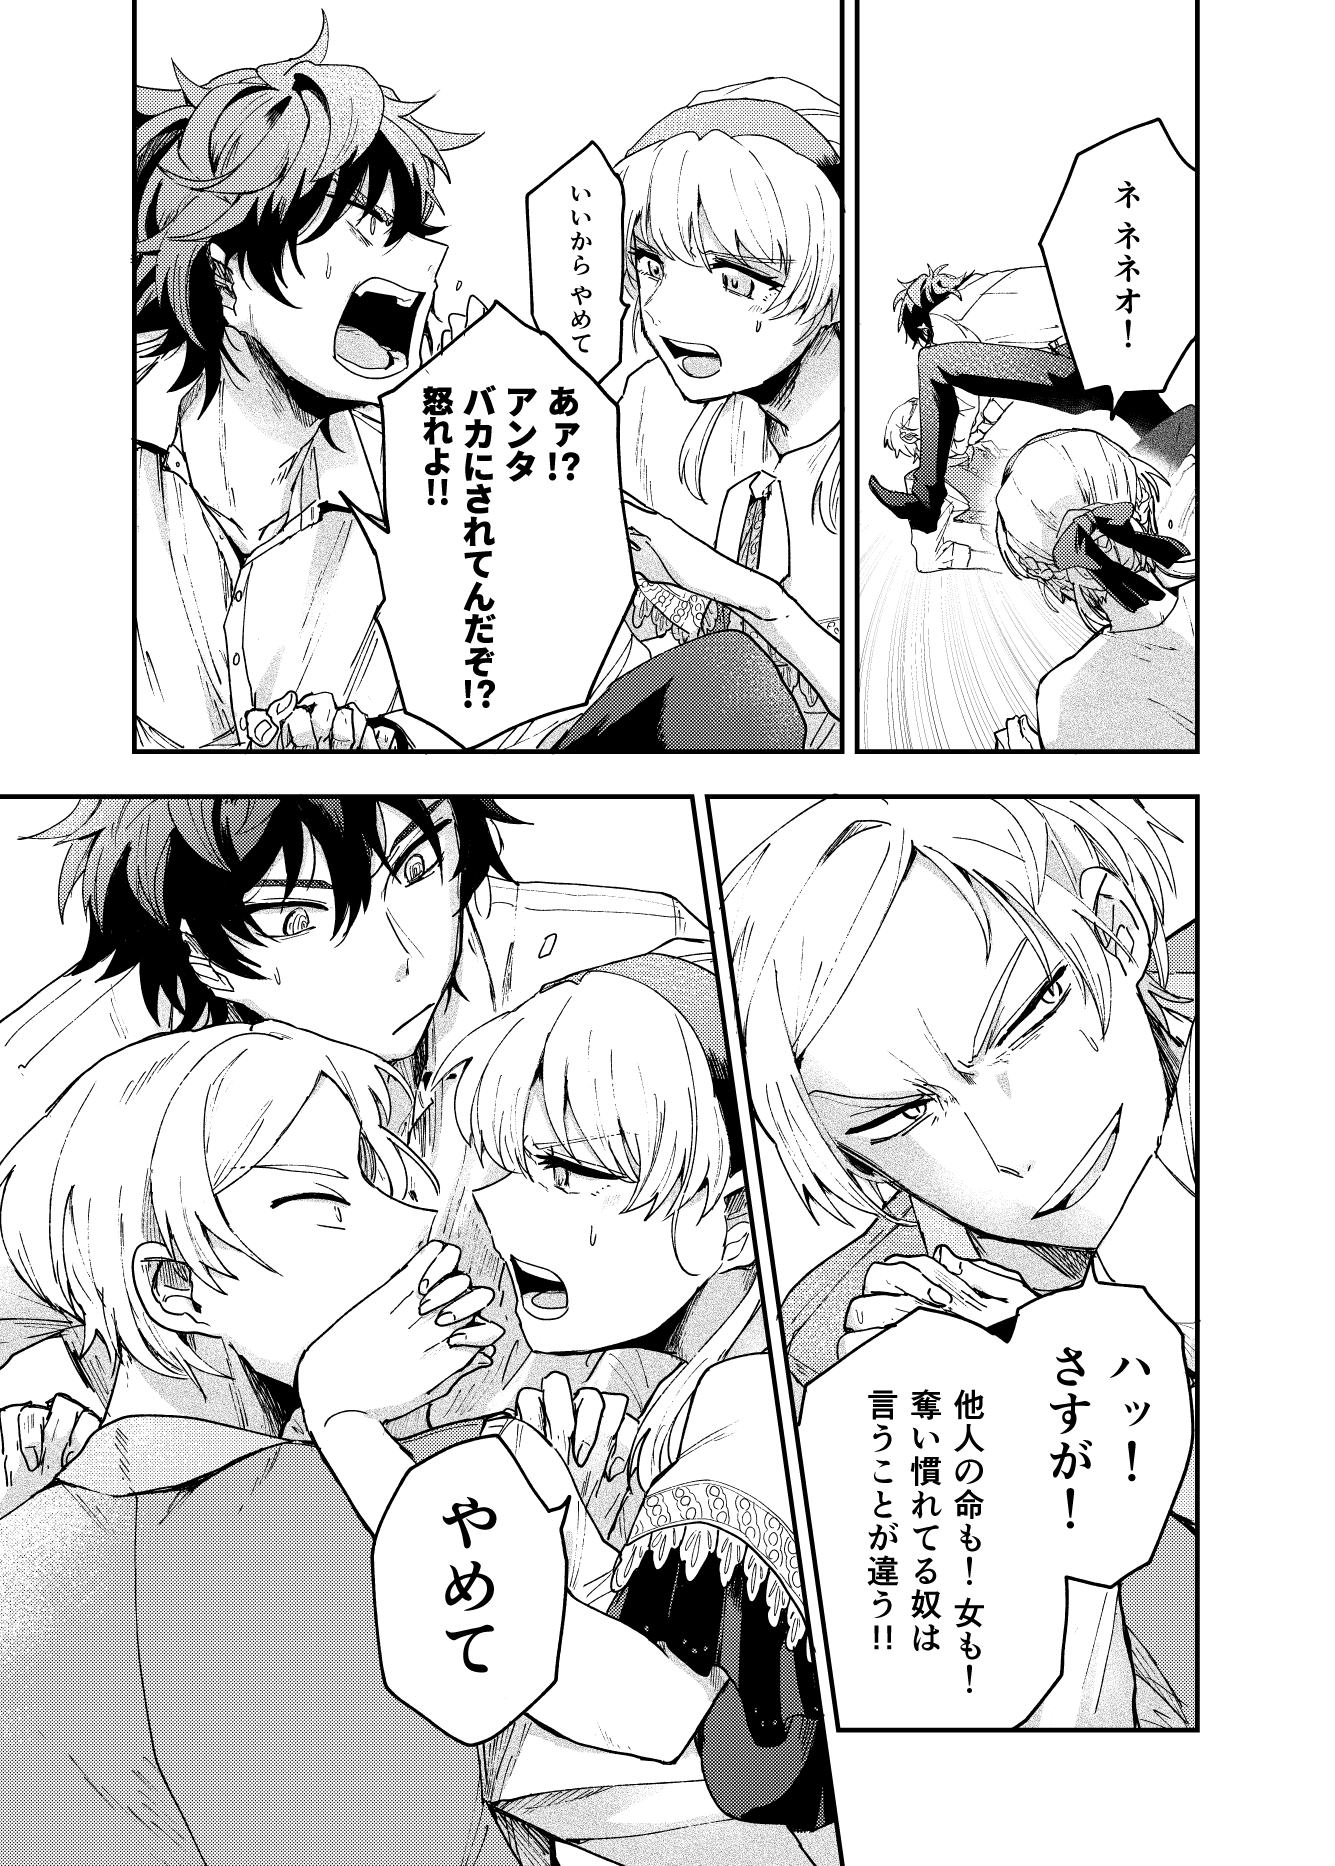 ネ ネネオ！
いいから やめて
あァ!?
アンタ
バカにされてんだぞ!?
怒れよ!!
ハッ！
さすが！
他人の命も！女も！
奪い慣れてる奴は
言うことが違う!!
やめて